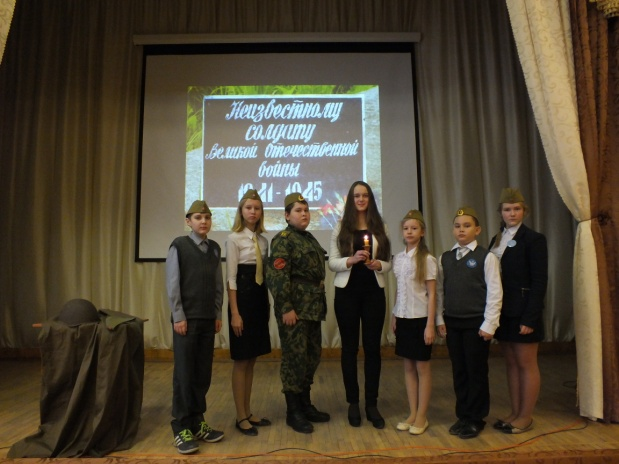 Неизвестному
солдату
Великой Отечественной
войны
1941-1945